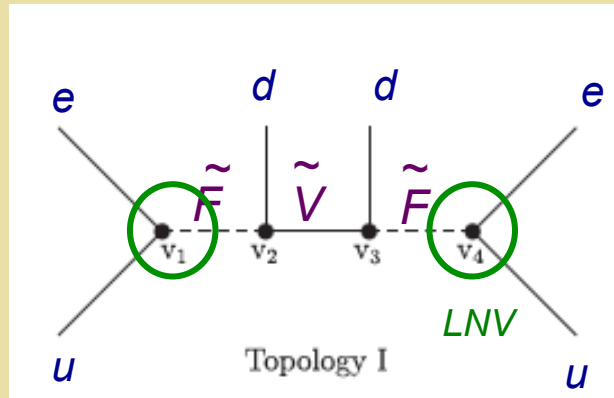 e d d e
~ ~ ~
F V F
v1 v2 v3 v4
LNV
u Topology I u